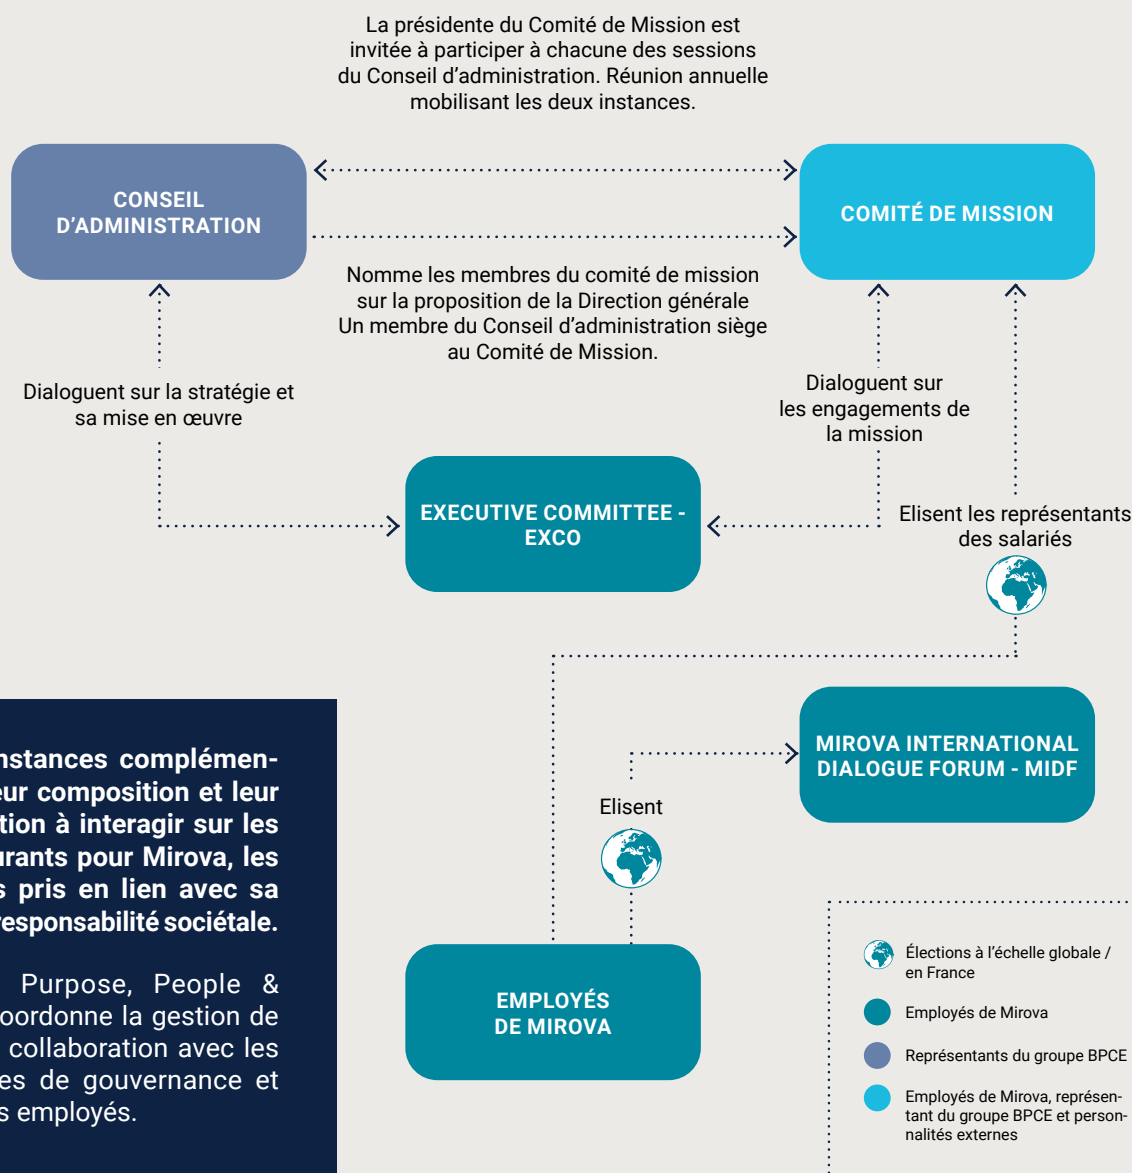 La présidente du Comité de Mission est
invitée à participer à chacune des sessions
du Conseil d’administration. Réunion annuelle
mobilisant les deux instances.
CONSEIL
D’ADMINISTRATION
COMITÉ DE MISSION
Nomme les membres du comité de mission
sur la proposition de la Direction générale
Un membre du Conseil d’administration siège
au Comité de Mission.
Dialoguent sur la stratégie et
sa mise en œuvre
Dialoguent sur
les engagements de
la mission
EXECUTIVE COMMITTEE -
EXCO
Elisent les représentants
des salariés
MIROVA INTERNATIONAL
DIALOGUE FORUM - MIDF
Elisent
EMPLOYÉS
DE MIROVA
nstances complémen-
eur composition et leur
tion à interagir sur les
urants pour Mirova, les
s pris en lien avec sa
responsabilité sociétale.
Purpose, People &
oordonne la gestion de
collaboration avec les
es de gouvernance et
s employés.
Élections à l’échelle globale /
en France
Employés de Mirova
Représentants du groupe BPCE
Employés de Mirova, représen-
tant du groupe BPCE et person-
nalités externes